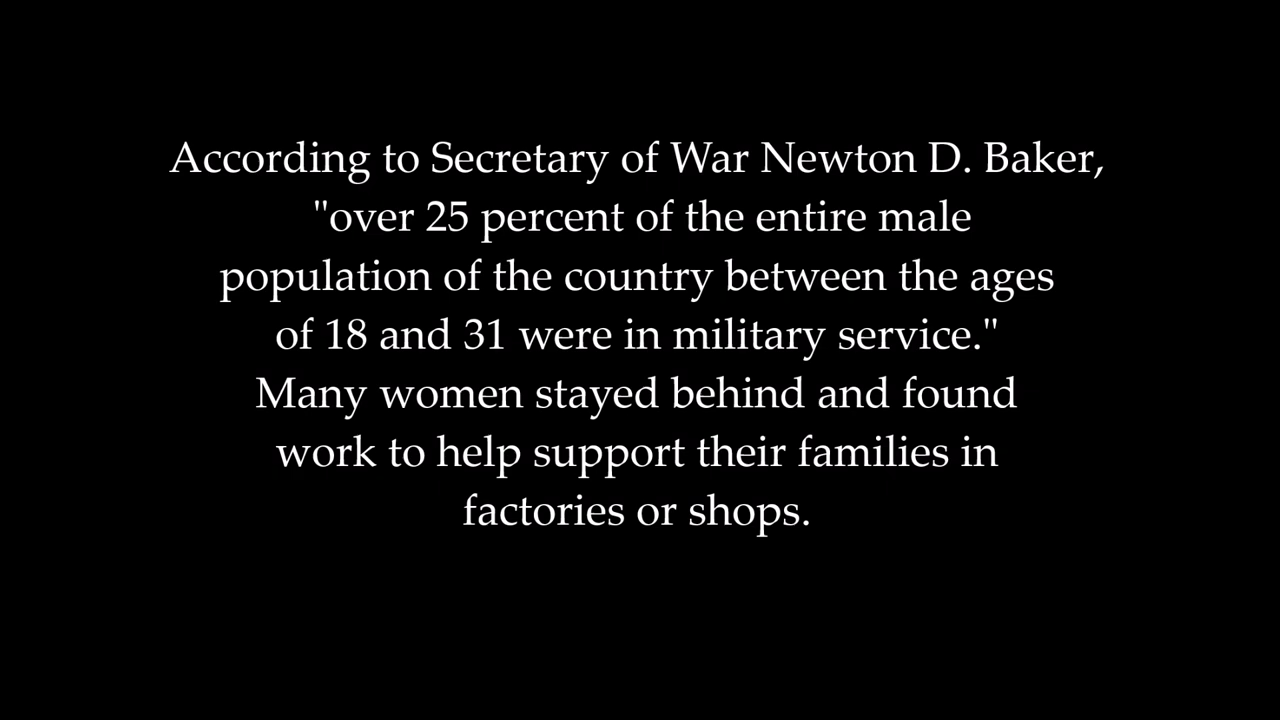 According to Secretary of War Newton D. Baker,
"over 25 percent of the entire male
population of the country between the ages
of 18 and 31 were in military service."
Many women stayed behind and found
work to help support their families in
factories or shops.